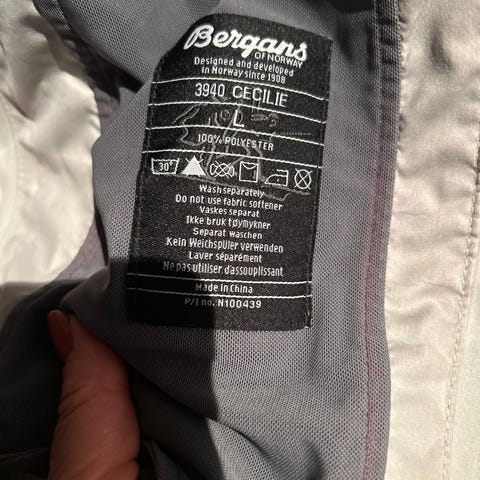 Bergans
OF NORWAY
Designed and developed
in Norway since 1908
3940 CECILIE
L
100% POLYESTER
30°
Wash separately
Do not use fabric softener
Vaskes separat
Ikke bruk tøymykner
Separat waschen
Kein Weichspüler verwenden
Laver séparément
Ne pas utiliser d'assouplissant
Made in China
P/I no. N100439